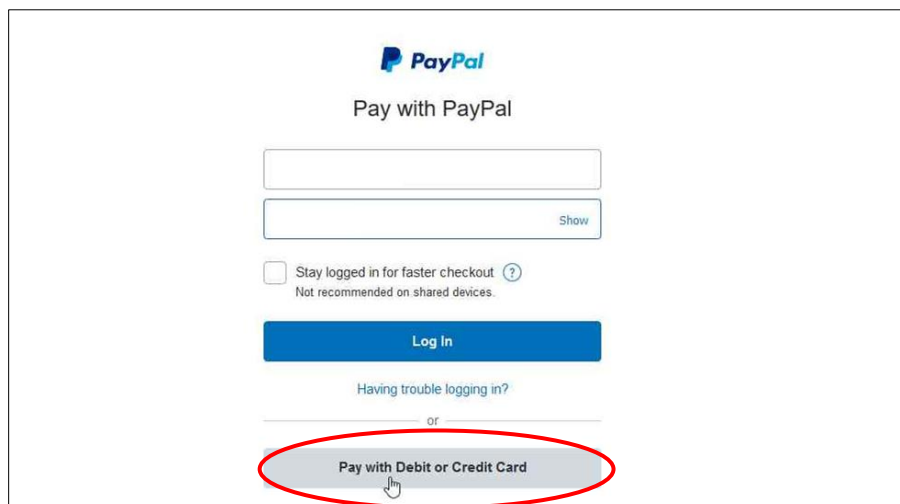 PayPal
Pay with PayPal
Show
Stay logged in for faster checkout ?
Not recommended on shared devices.
Log In
Having trouble logging in?
or
Pay with Debit or Credit Card